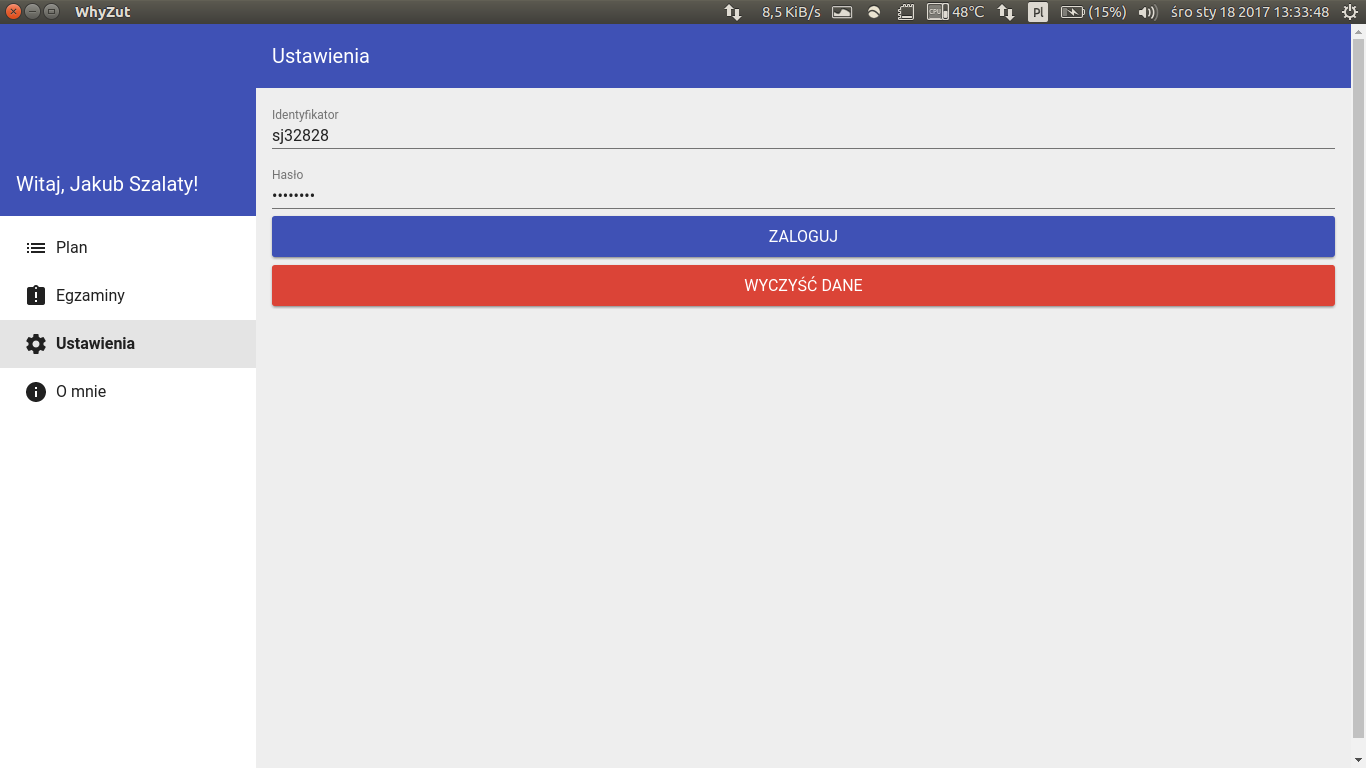 WhyZut
8,5 KiB/s
CPU
48°C
Pl
(15%)
śro sty 18 2017 13:33:48
Ustawienia
Witaj, Jakub Szalaty!
Plan
Egzaminy
Ustawienia
O mnie
Identyfikator
sj32828
Hasło
••••••••
ZALOGUJ
WYCZYŚĆ DANE